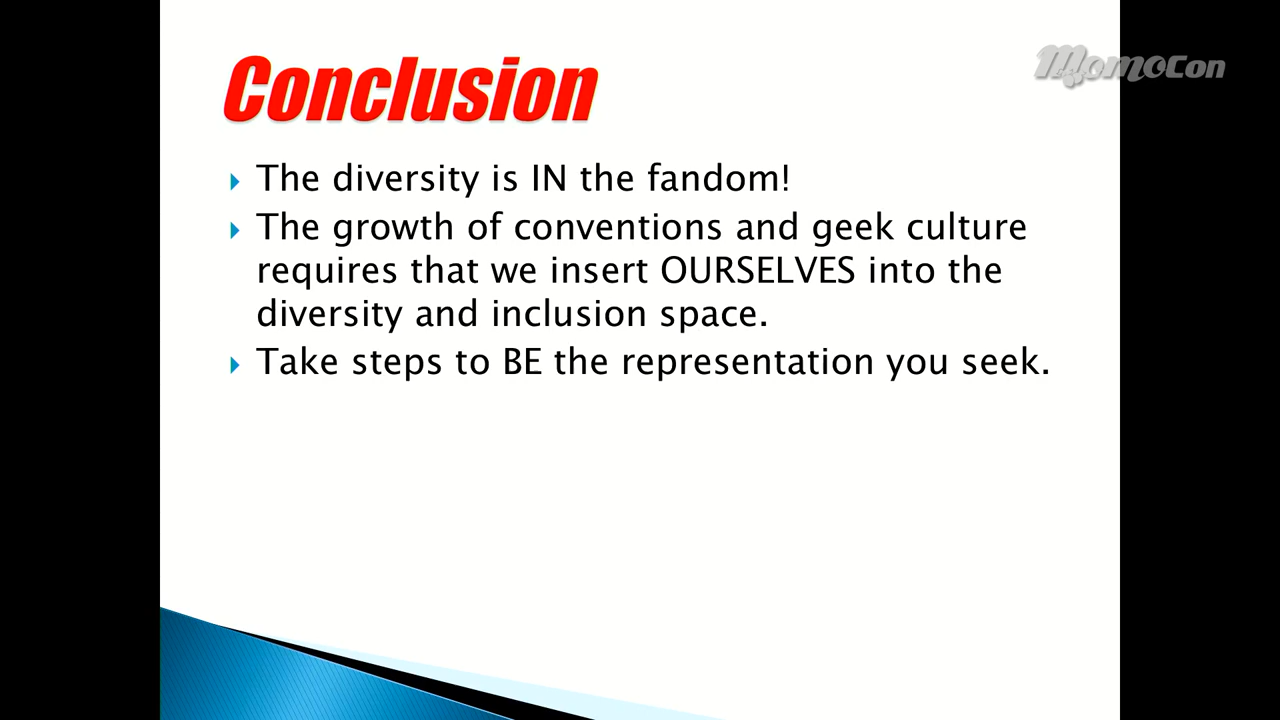 Conclusion
MomoCon
The diversity is IN the fandom!
The growth of conventions and geek culture
requires that we insert OURSELVES into the
diversity and inclusion space.
Take steps to BE the representation you seek.